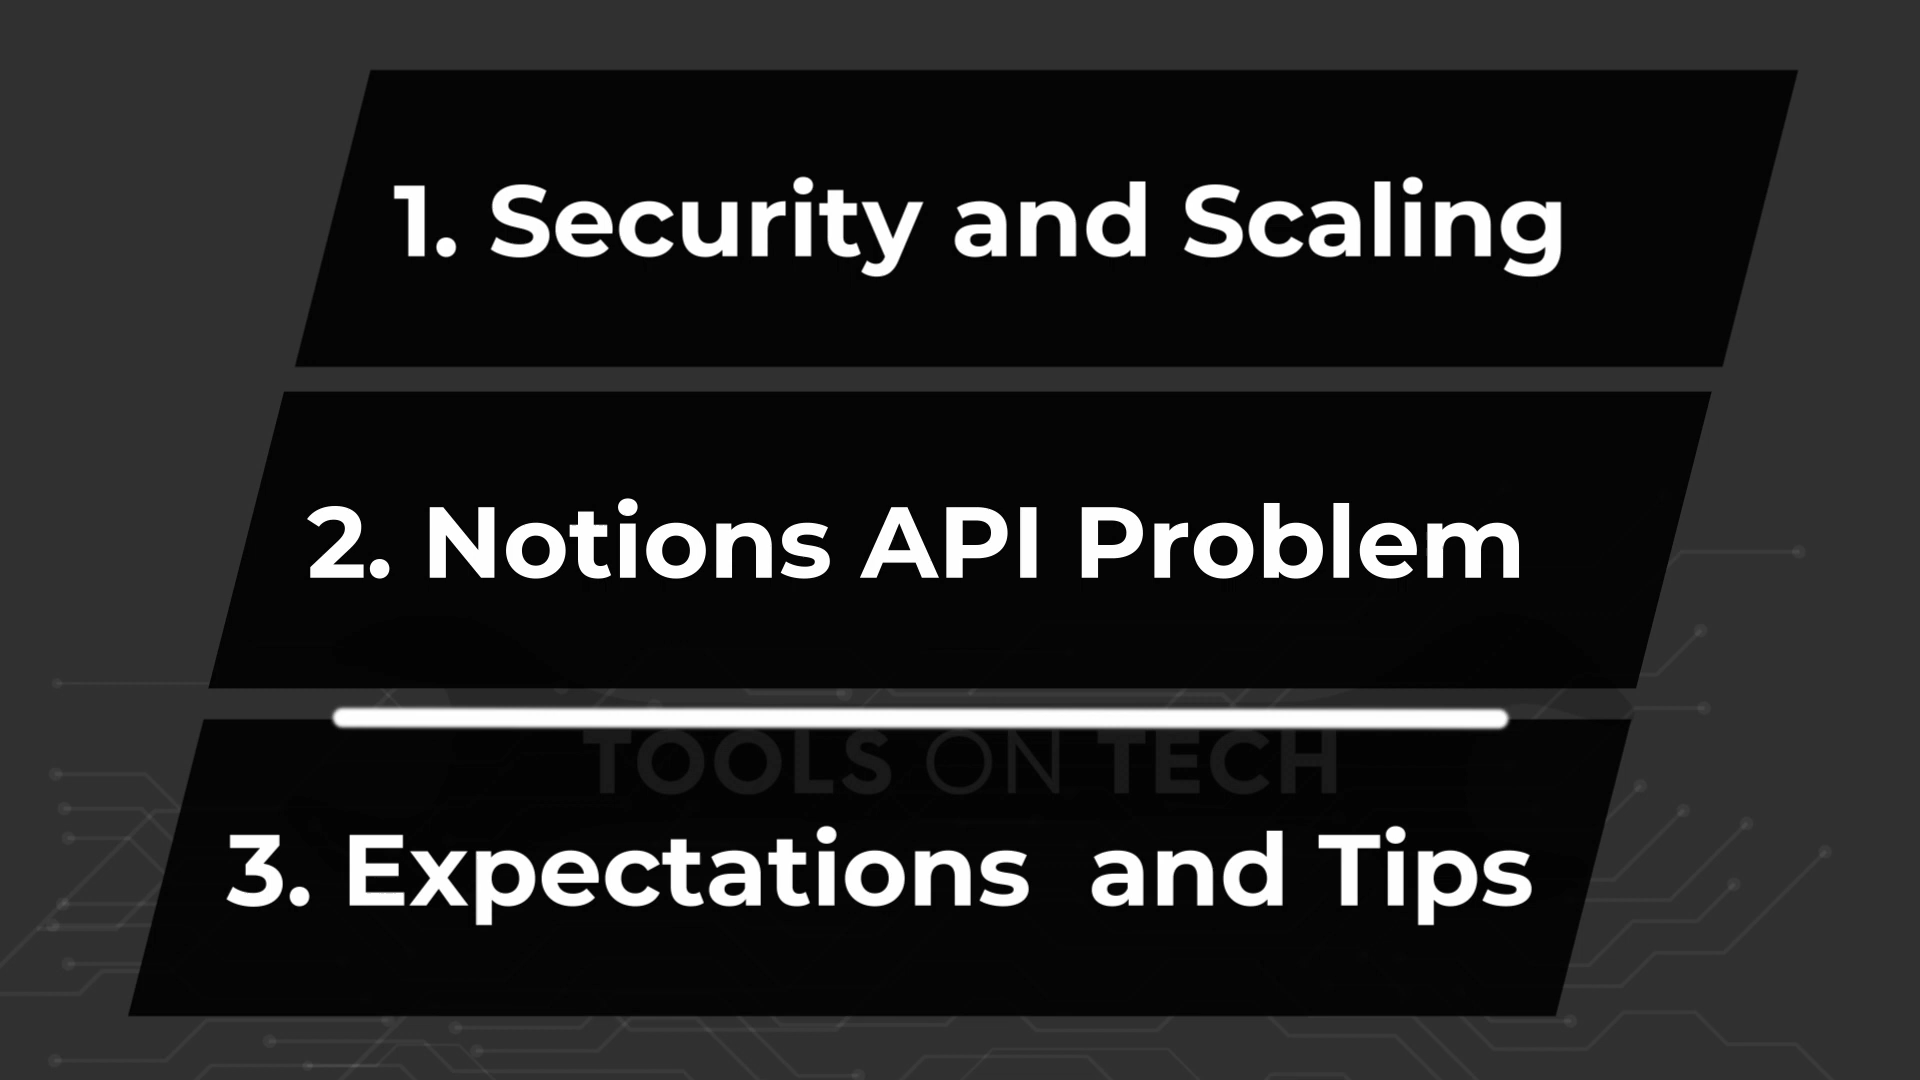 1. Security and Scaling
2. Notions API Problem
TOOLS ON TECH
3. Expectations and Tips